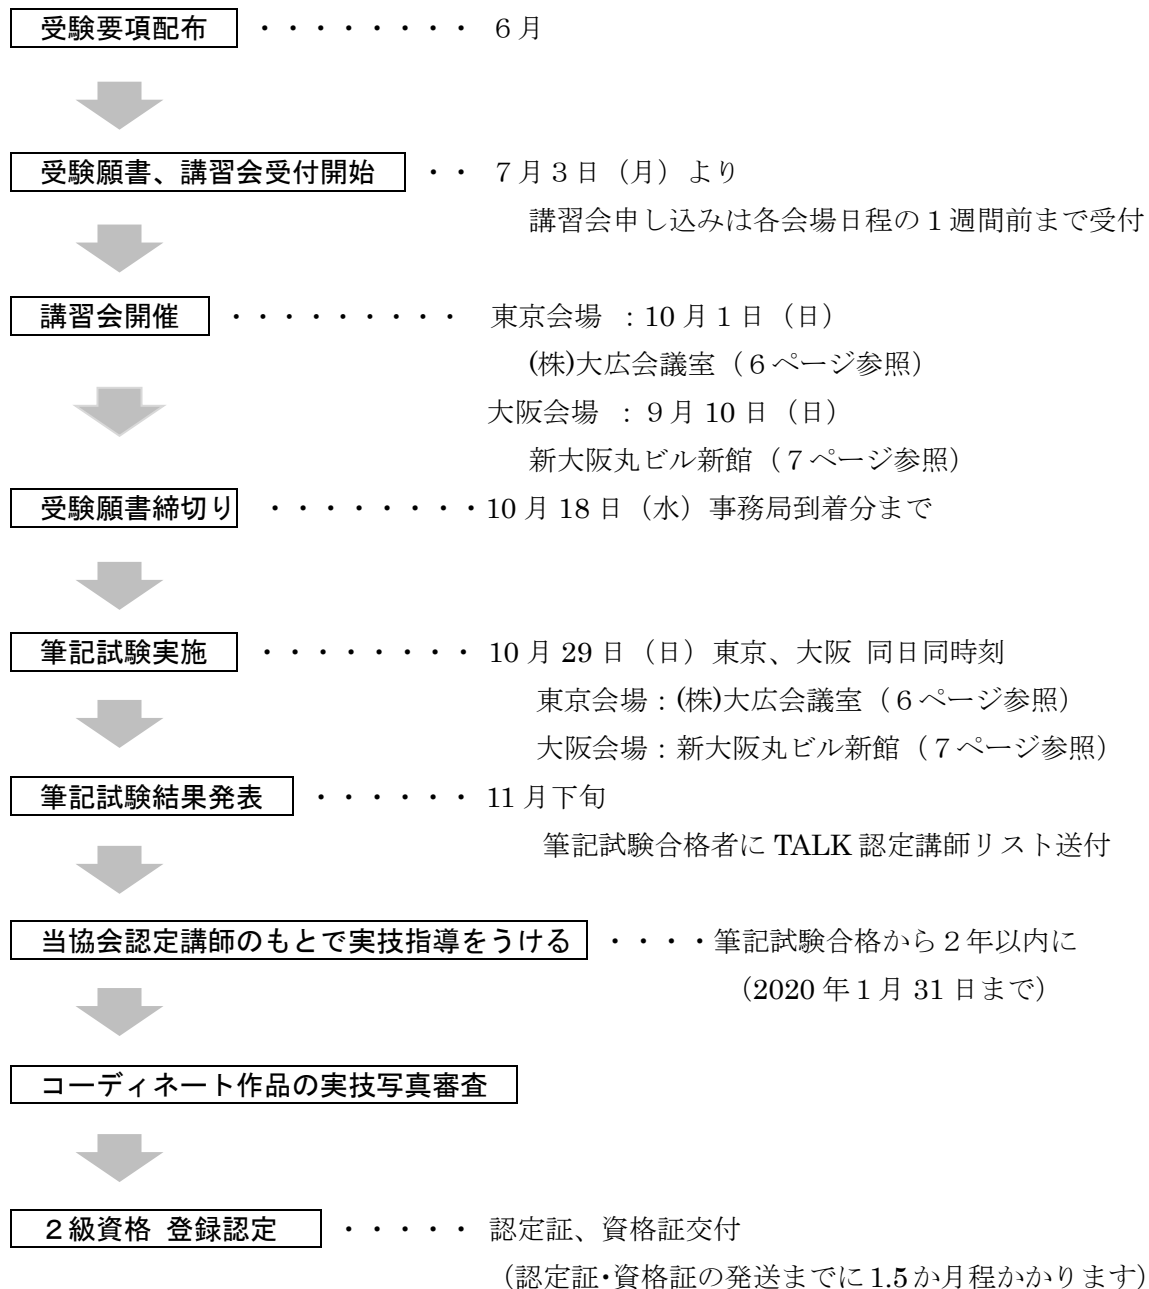 受験要項配布 ・・・・・・・・ ６月
受験願書、講習会受付開始 ・・ ７月３日（月）より
講習会申し込みは各会場日程の１週間前まで受付
講習会開催 ・・・・・・・・・ 東京会場 ：10月１日（日）
(株)大広会議室（６ページ参照）
大阪会場 ：９月10日（日）
新大阪丸ビル新館（７ページ参照）
受験願書締切り ・・・・・・・・10月18日（水）事務局到着分まで
筆記試験実施 ・・・・・・・・ 10月29日（日）東京、大阪 同日同時刻
東京会場：(株)大広会議室（６ページ参照）
大阪会場：新大阪丸ビル新館（７ページ参照）
筆記試験結果発表 ・・・・・・ 11月下旬
筆記試験合格者に TALK 認定講師リスト送付
当協会認定講師のもとで実技指導をうける ・・・・筆記試験合格から２年以内に
（2020年１月31日まで）
コーディネート作品の実技写真審査
２級資格 登録認定 ・・・・・ 認定証、資格証交付
（認定証・資格証の発送までに1.5か月程かかります）